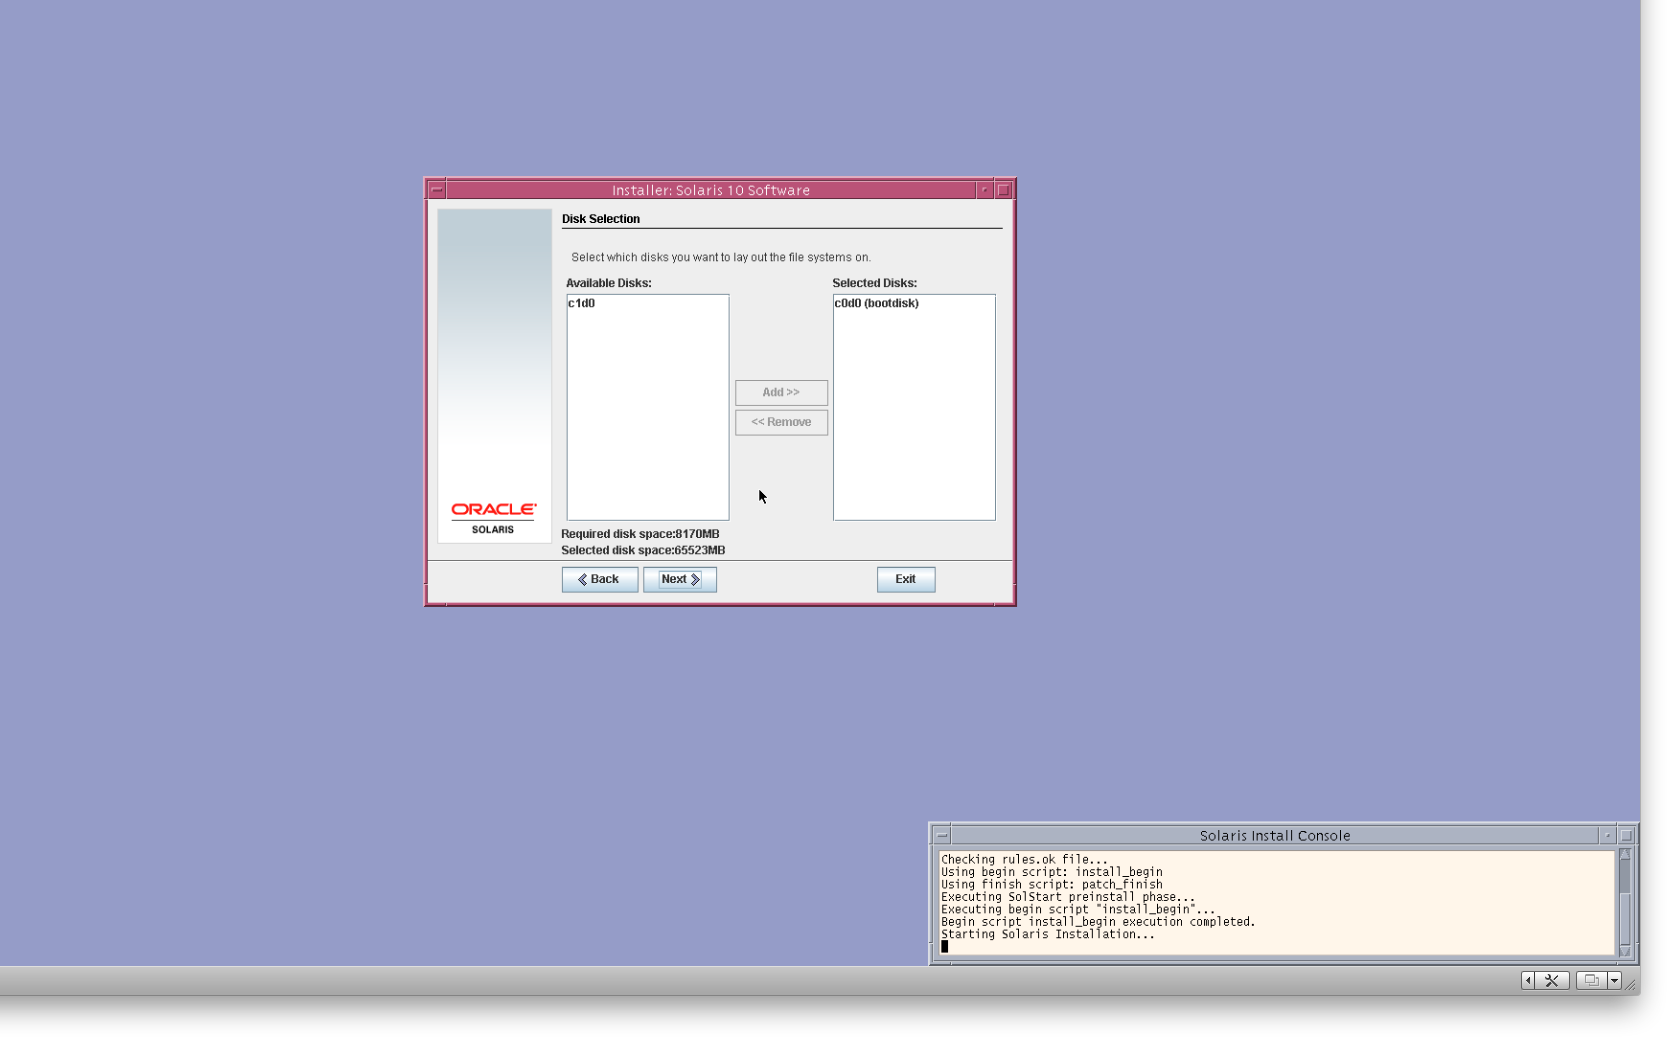 Installer: Solaris 10 Software
Disk Selection
Select which disks you want to lay out the file systems on.
Available Disks:
Selected Disks:
c1d0
c0d0 (bootdisk)
Add >>
<< Remove
ORACLE
SOLARIS
Required disk space:8170MB
Selected disk space:65523MB
Back
Next
Exit
Solaris Install Console
Checking rules.ok file...
Using begin script: install_begin
Using finish script: patch_finish
Executing SolStart preinstall phase...
Executing begin script "install_begin"...
Begin script install_begin execution completed.
Starting Solaris Installation...